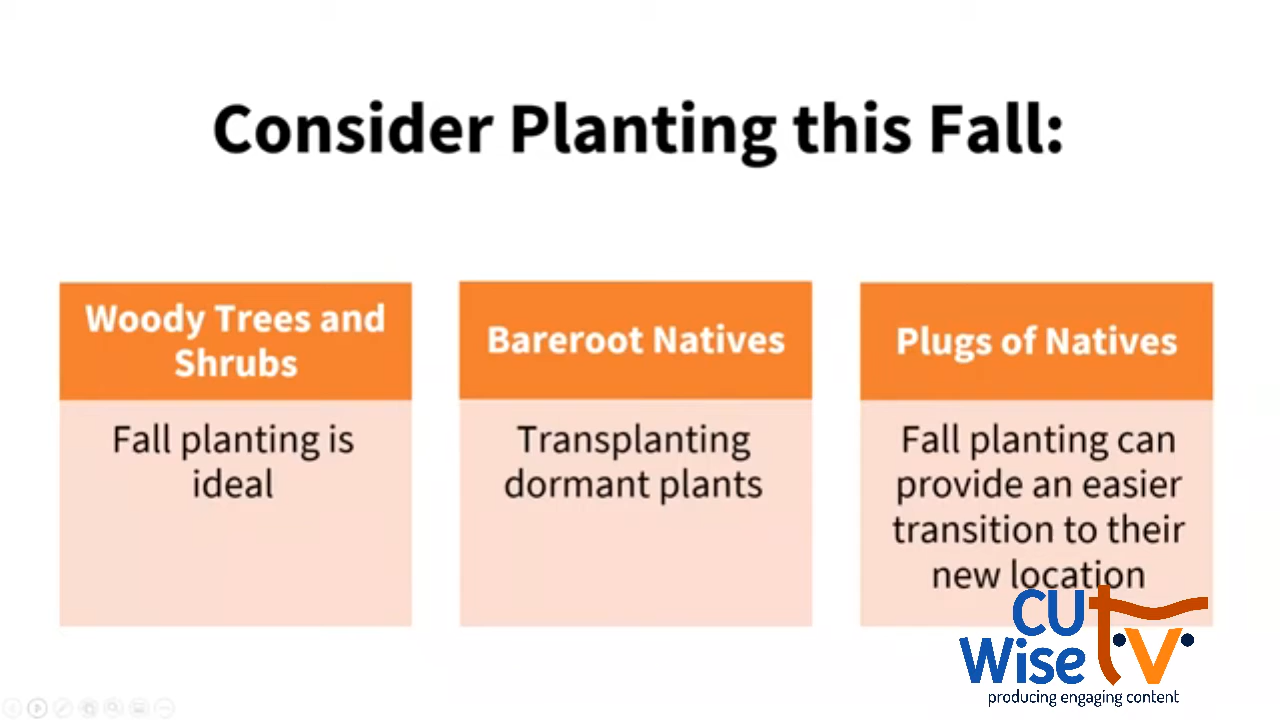 Consider Planting this Fall:
Woody Trees and
Shrubs
Fall planting is
ideal
Bareroot Natives
Transplanting
dormant plants
Plugs of Natives
Fall planting can
provide an easier
transition to their
new location
CU
Wise tv
producing engaging content